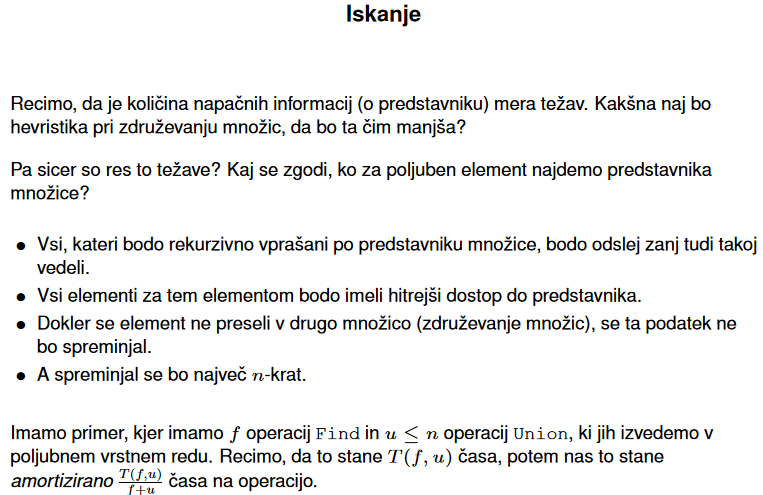 Iskanje
Recimo, da je količina napačnih informacij (o predstavniku) mera težav. Kakšna naj bo
hevristika pri združevanju množic, da bo ta čim manjša?
Pa sicer so res to težave? Kaj se zgodi, ko za poljuben element najdemo predstavnika
množice?
● Vsi, kateri bodo rekurzivno vprašani po predstavniku množice, bodo odslej zanj tudi takoj
vedeli.
● Vsi elementi za tem elementom bodo imeli hitrejši dostop do predstavnika.
● Dokler se element ne preseli v drugo množico (združevanje množic), se ta podatek ne
bo spreminjal.
● A spreminjal se bo največ n-krat.
Imamo primer, kjer imamo f operacij Find in u ≤ n operacij Union, ki jih izvedemo v
poljubnem vrstnem redu. Recimo, da to stane T(f, u) časa, potem nas to stane
amortizirano T(f,u)/f+u časa na operacijo.